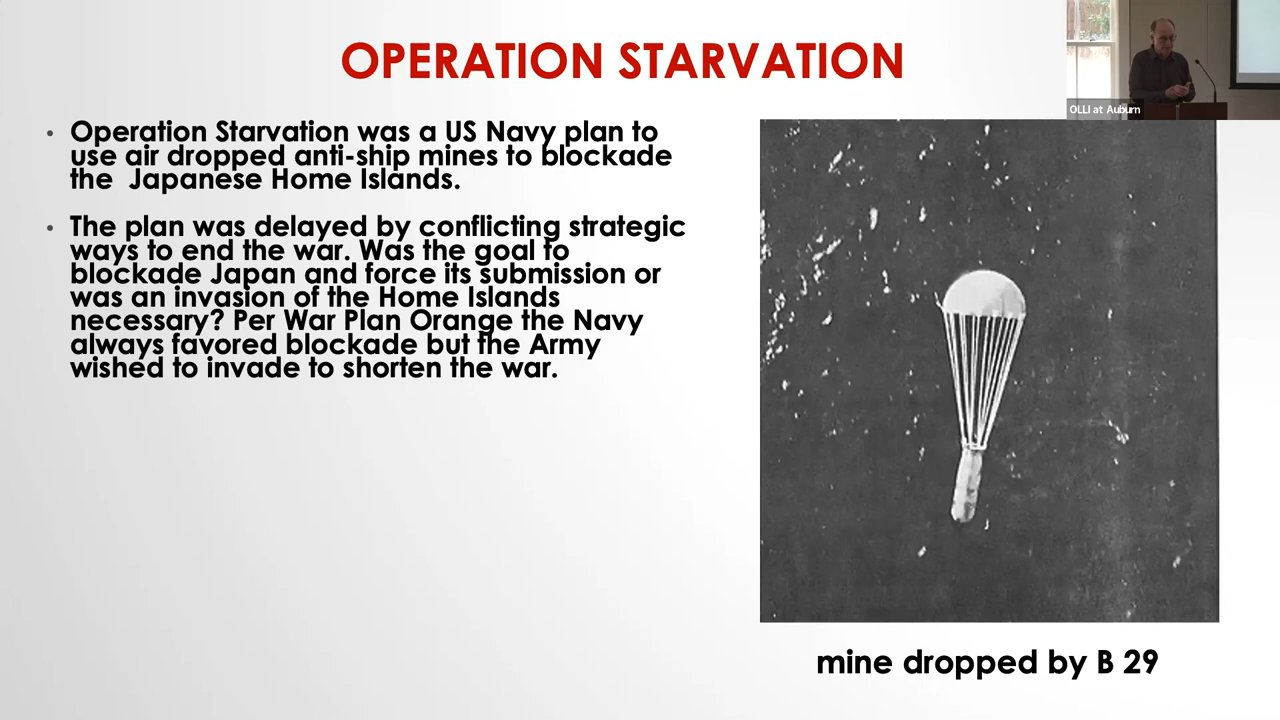 OPERATION STARVATION
OLLI at Auburn
• Operation Starvation was a US Navy plan to
use air dropped anti-ship mines to blockade
the  Japanese Home Islands.
• The plan was delayed by conflicting strategic
ways to end the war. Was the goal to
blockade Japan and force its submission or
was an invasion of the Home Islands
necessary? Per War Plan Orange the Navy
always favored blockade but the Army
wished to invade to shorten the war.
mine dropped by B 29